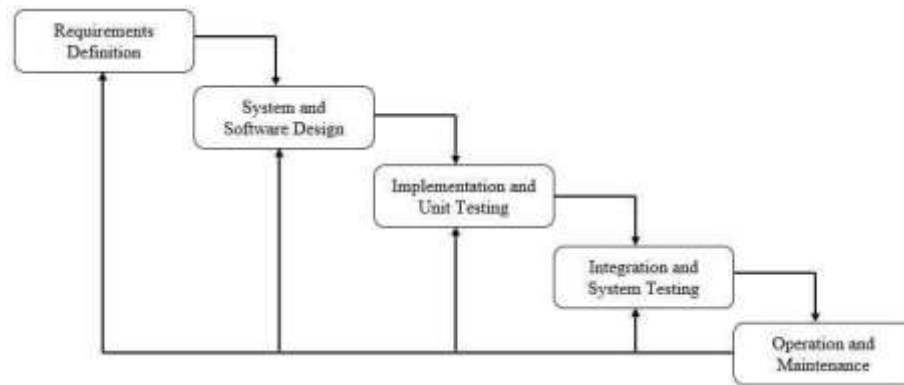 Requirements
Definition
System and
Software Design
Implementation and
Unit Testing
Integration and
System Testing
Operation and
Maintenance